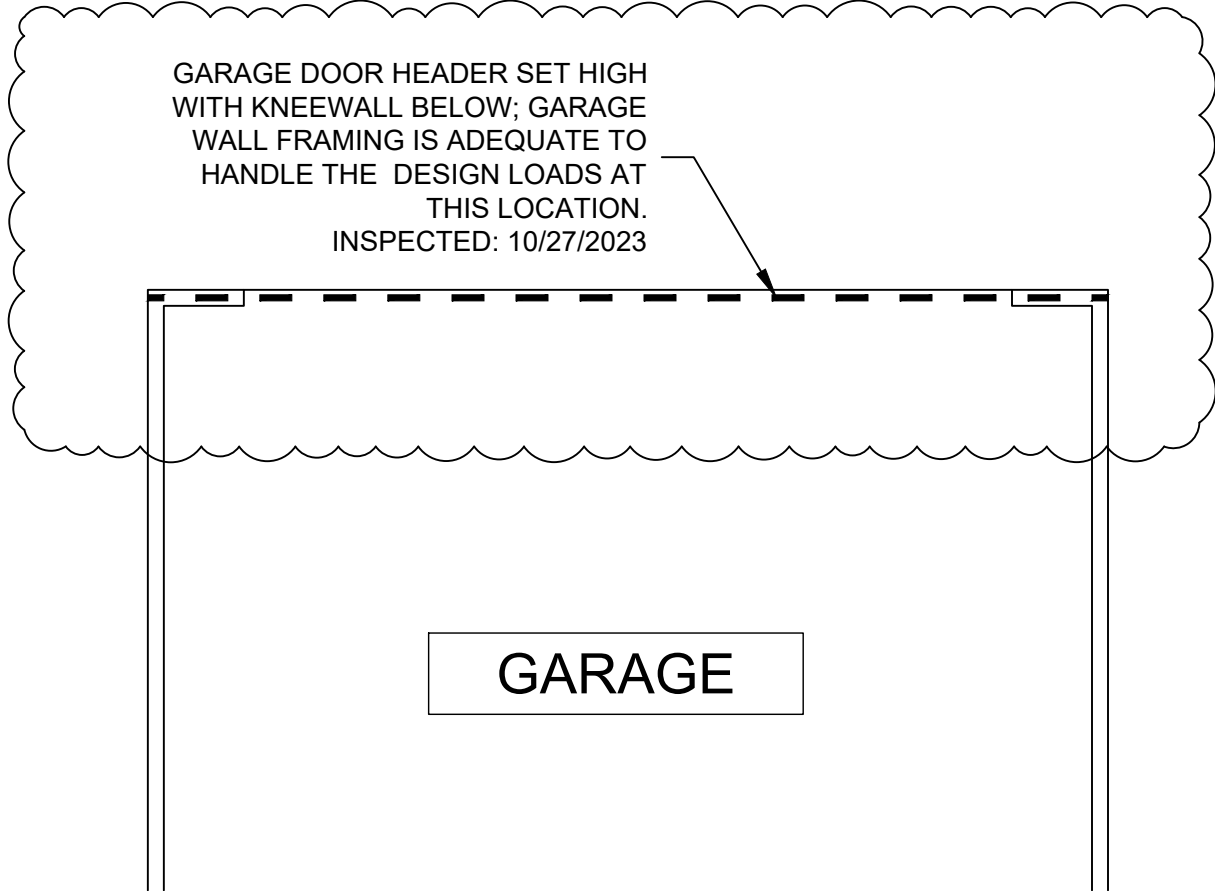 GARAGE DOOR HEADER SET HIGH
WITH KNEEWALL BELOW; GARAGE
WALL FRAMING IS ADEQUATE TO
HANDLE THE  DESIGN LOADS AT
THIS LOCATION.
INSPECTED: 10/27/2023
GARAGE